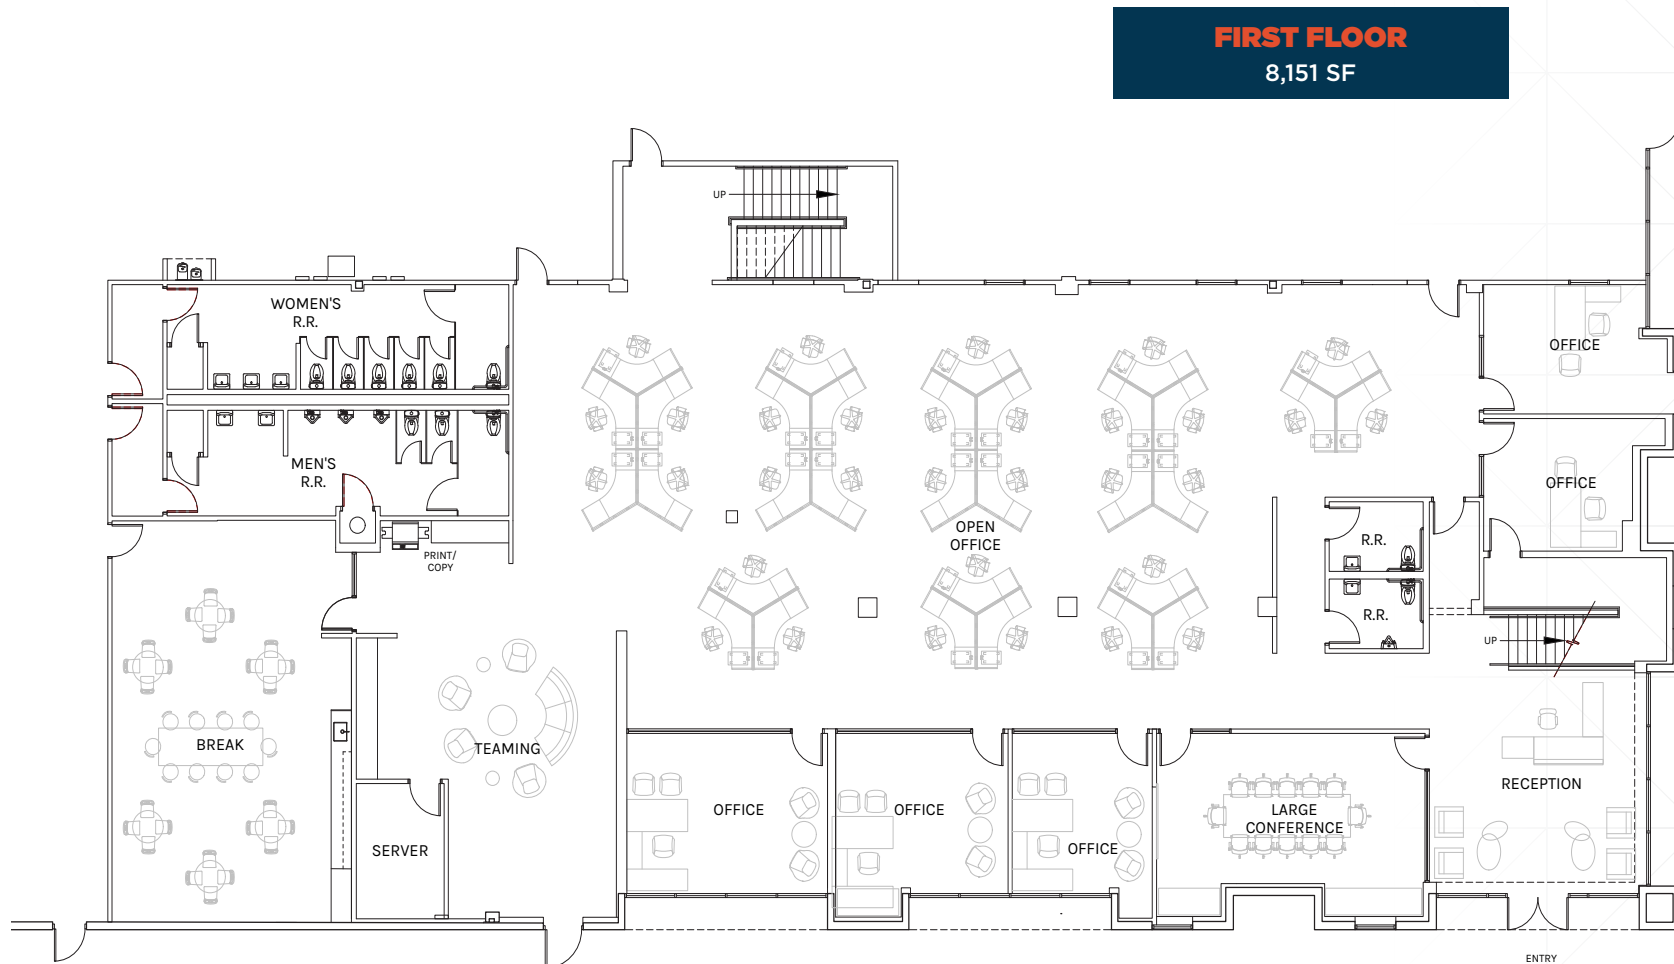 FIRST FLOOR
8,151 SF
UP
WOMEN'S
R.R.
OFFICE
MEN'S
R.R.
OFFICE
OPEN
OFFICE
PRINT/
COPY
R.R.
R.R.
UP
BREAK
TEAMING
RECEPTION
OFFICE
OFFICE
LARGE
CONFERENCE
OFFICE
SERVER
ENTRY